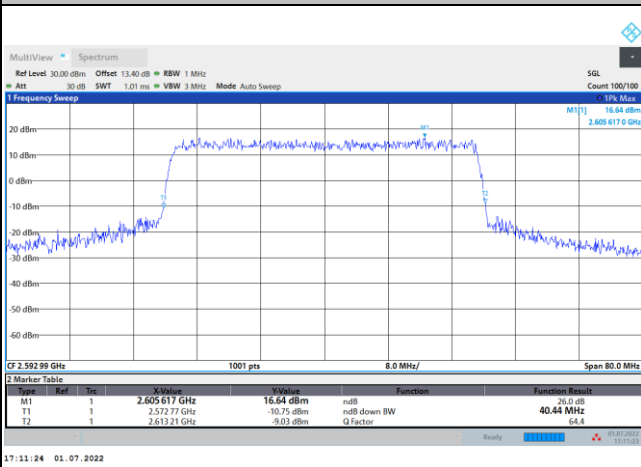 MultiView Spectrum
Ref Level 30.00 dBm Offset 13.40 dB RBW 1 MHz SGL
Att 30 dB SWT 1.01 ms VBW 3 MHz Mode Auto Sweep Count 100/100
1 Frequency Sweep 1Pk Max
M1[1] 16.64 dBm
2.605 617 0 GHz
M1
20 dBm
10 dBm
0 dBm
T1
T2
-10 dBm
-20 dBm
-30 dBm
-40 dBm
-50 dBm
-60 dBm
CF 2.592 99 GHz 1001 pts 8.0 MHz/ Span 80.0 MHz
2 Marker Table
Type Ref Trc X-Value Y-Value Function Function Result
M1 1 2.605 617 GHz 16.64 dBm ndB 26.0 dB
T1 1 2.572 77 GHz -10.75 dBm ndB down BW 40.44 MHz
T2 1 2.613 21 GHz -9.03 dBm Q Factor 64.4
Ready 01.07.2022
17:11:23
17:11:24 01.07.2022